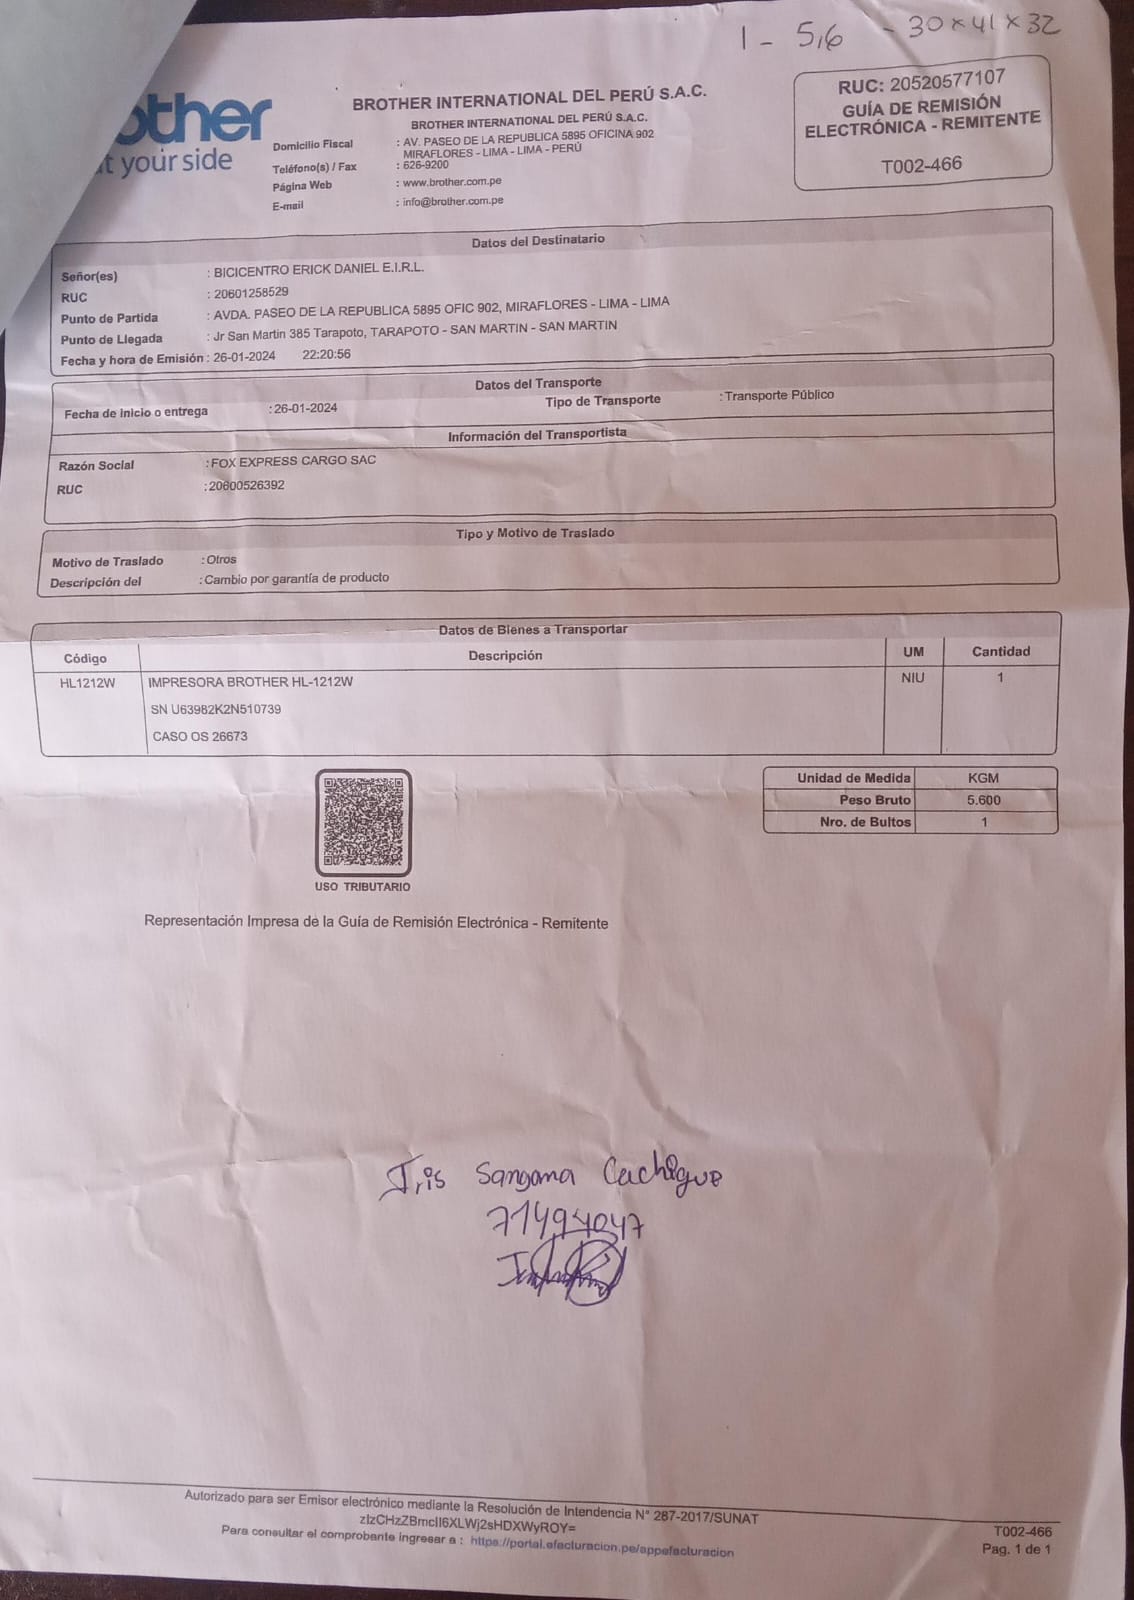 1 - 5,6 - 30 x 41 x 32
other
at your side
BROTHER INTERNATIONAL DEL PERÚ S.A.C.
BROTHER INTERNATIONAL DEL PERÚ S.A.C.
Domicilio Fiscal : AV. PASEO DE LA REPUBLICA 5895 OFICINA 902
MIRAFLORES - LIMA - LIMA - PERÚ
Teléfono(s) / Fax : 626-9200
Página Web : www.brother.com.pe
E-mail : info@brother.com.pe
RUC: 20520577107
GUÍA DE REMISIÓN
ELECTRÓNICA - REMITENTE
T002-466
Datos del Destinatario
Señor(es) : BICICENTRO ERICK DANIEL E.I.R.L.
RUC : 20601258529
Punto de Partida : AVDA. PASEO DE LA REPUBLICA 5895 OFIC 902, MIRAFLORES - LIMA - LIMA
Punto de Llegada : Jr San Martin 385 Tarapoto, TARAPOTO - SAN MARTIN - SAN MARTIN
Fecha y hora de Emisión : 26-01-2024 22:20:56
Datos del Transporte
Fecha de inicio o entrega : 26-01-2024 Tipo de Transporte : Transporte Público
Información del Transportista
Razón Social : FOX EXPRESS CARGO SAC
RUC : 20600526392
Tipo y Motivo de Traslado
Motivo de Traslado : Otros
Descripción del : Cambio por garantía de producto
Datos de Bienes a Transportar
Código Descripción UM Cantidad
HL1212W IMPRESORA BROTHER HL-1212W NIU 1
SN U63982K2N510739
CASO OS 26673
Unidad de Medida KGM
Peso Bruto 5.600
Nro. de Bultos 1
USO TRIBUTARIO
Representación Impresa de la Guía de Remisión Electrónica - Remitente
Iris Sangama Cachique
71494047
Autorizado para ser Emisor electrónico mediante la Resolución de Intendencia N° 287-2017/SUNAT
zIzCHzZBmcII6XLWj2sHDXWyROY=
Para consultar el comprobante ingresar a : https://portal.efacturacion.pe/appefacturacion
T002-466
Pag. 1 de 1